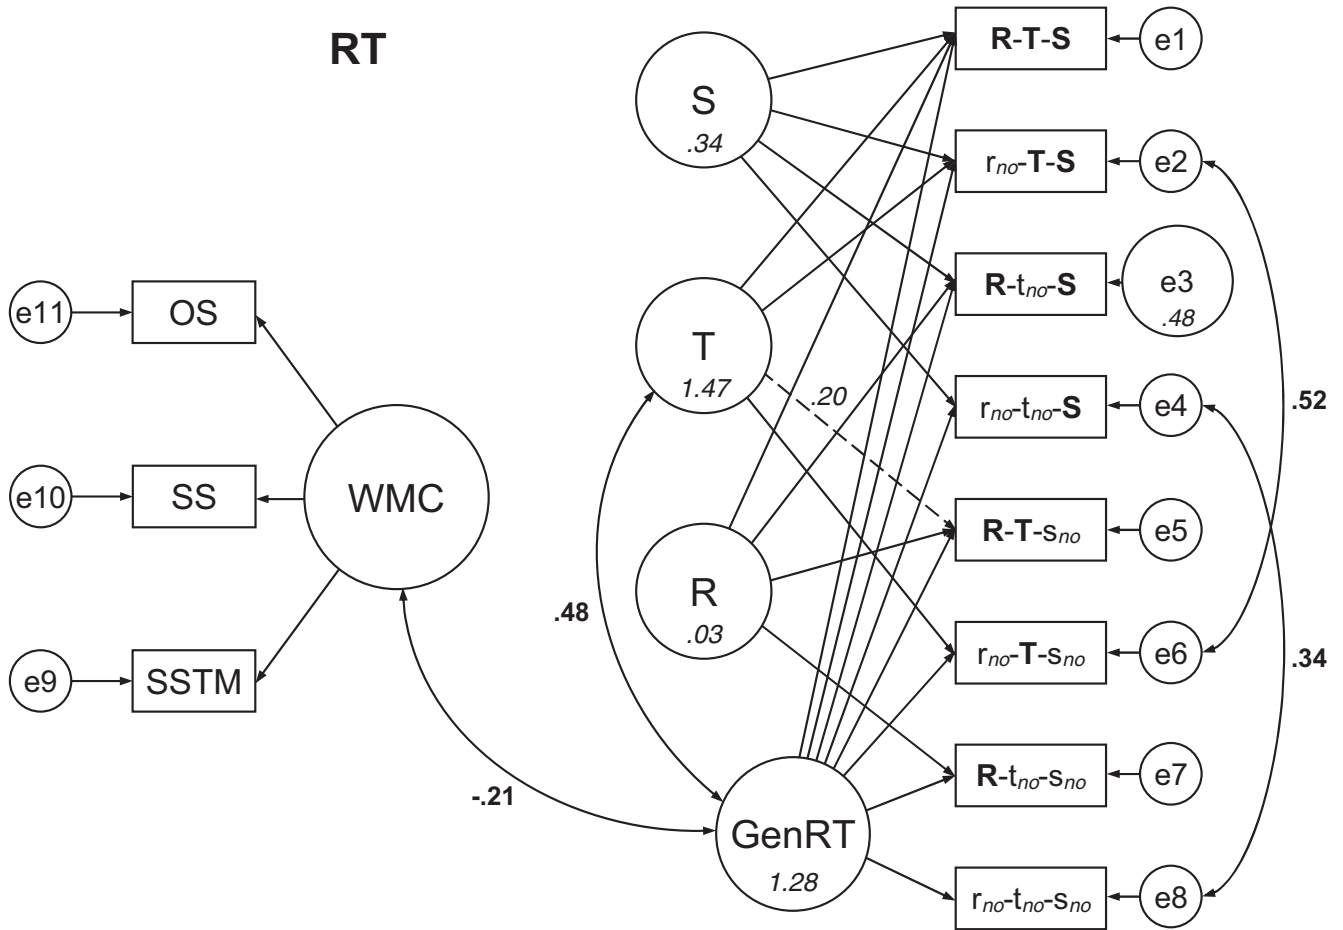 RT
R-T-S
e1
S
.34
rno-T-S
e2
R-tno-S
e3
.48
e11
OS
T
1.47
.20
rno-tno-S
e4
.52
e10
SS
WMC
R-T-sno
e5
R
.03
.48
rno-T-sno
e6
.34
e9
SSTM
R-tno-sno
e7
-.21
GenRT
1.28
rno-tno-sno
e8